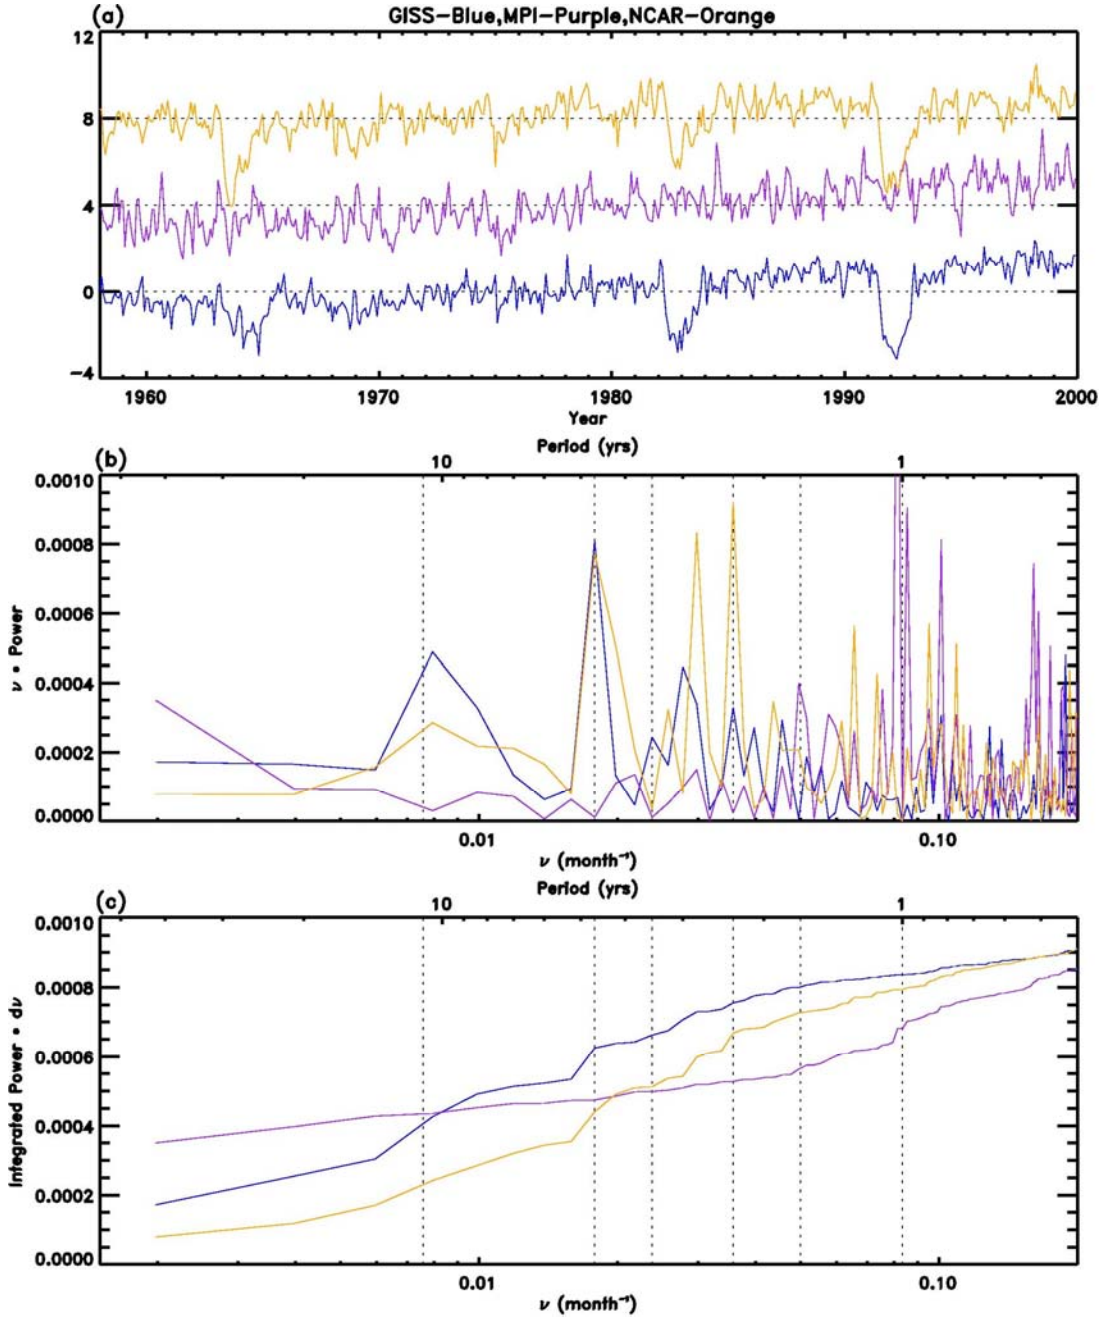 (a)
GISS-Blue,MPI-Purple,NCAR-Orange
12
8
4
0
-4
1960 1970 1980 1990 2000
Year
Period (yrs)
(b)
10 1
0.0010
0.0008
0.0006
0.0004
0.0002
0.0000
ν • Power
0.01 0.10
ν (month⁻¹)
Period (yrs)
(c)
10 1
0.0010
0.0008
0.0006
0.0004
0.0002
0.0000
Integrated Power • dν
0.01 0.10
ν (month⁻¹)